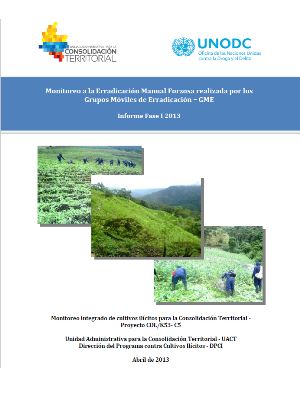 CONSOLIDACIÓN
TERRITORIAL
UNODC
Oficina de las Naciones Unidas
contra la Droga y el Delito
Monitoreo a la Erradicación Manual Forzosa realizada por los
Grupos Móviles de Erradicación – GME
Informe Fase I 2013
Monitoreo Integrado de cultivos ilícitos para la Consolidación Territorial -
Proyecto COL/K53- C5
Unidad Administrativa para la Consolidación Territorial - UACT
Dirección del Programa contra Cultivos Ilícitos - DPCI
Abril de 2013